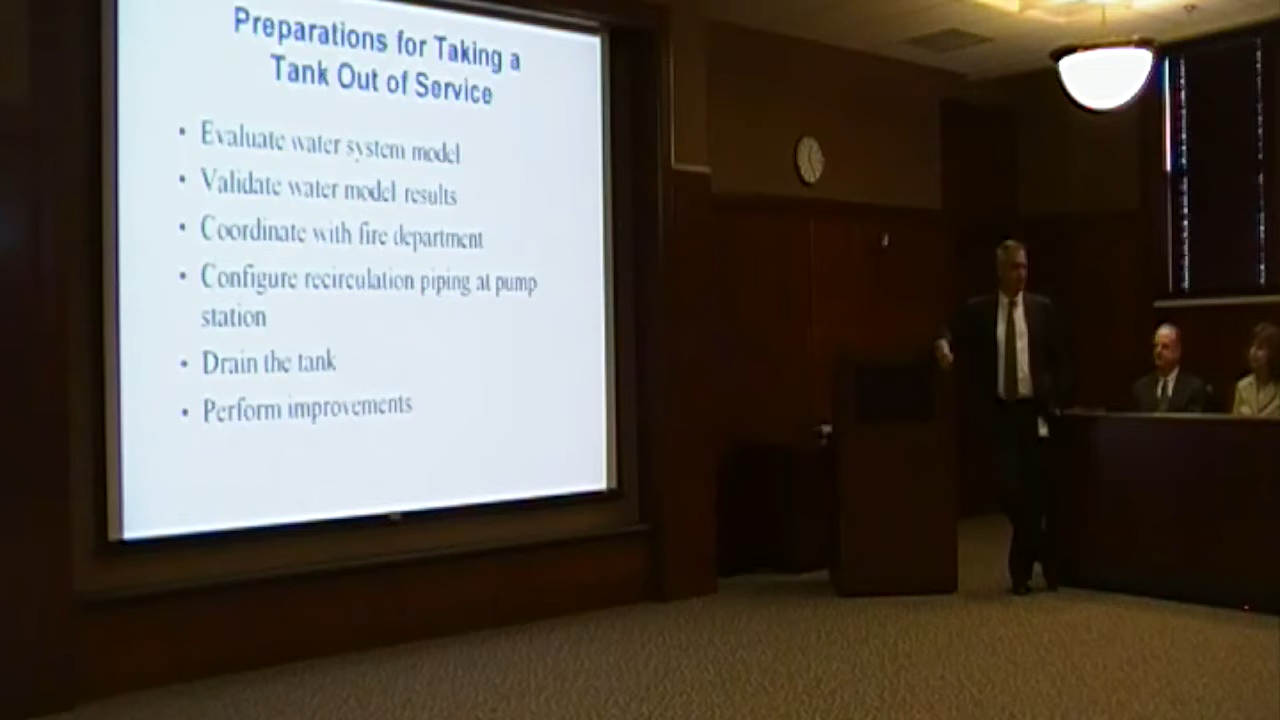 Preparations for Taking a
Tank Out of Service
• Evaluate water system model
• Validate water model results
• Coordinate with fire department
• Configure recirculation piping at pump
station
• Drain the tank
• Perform improvements